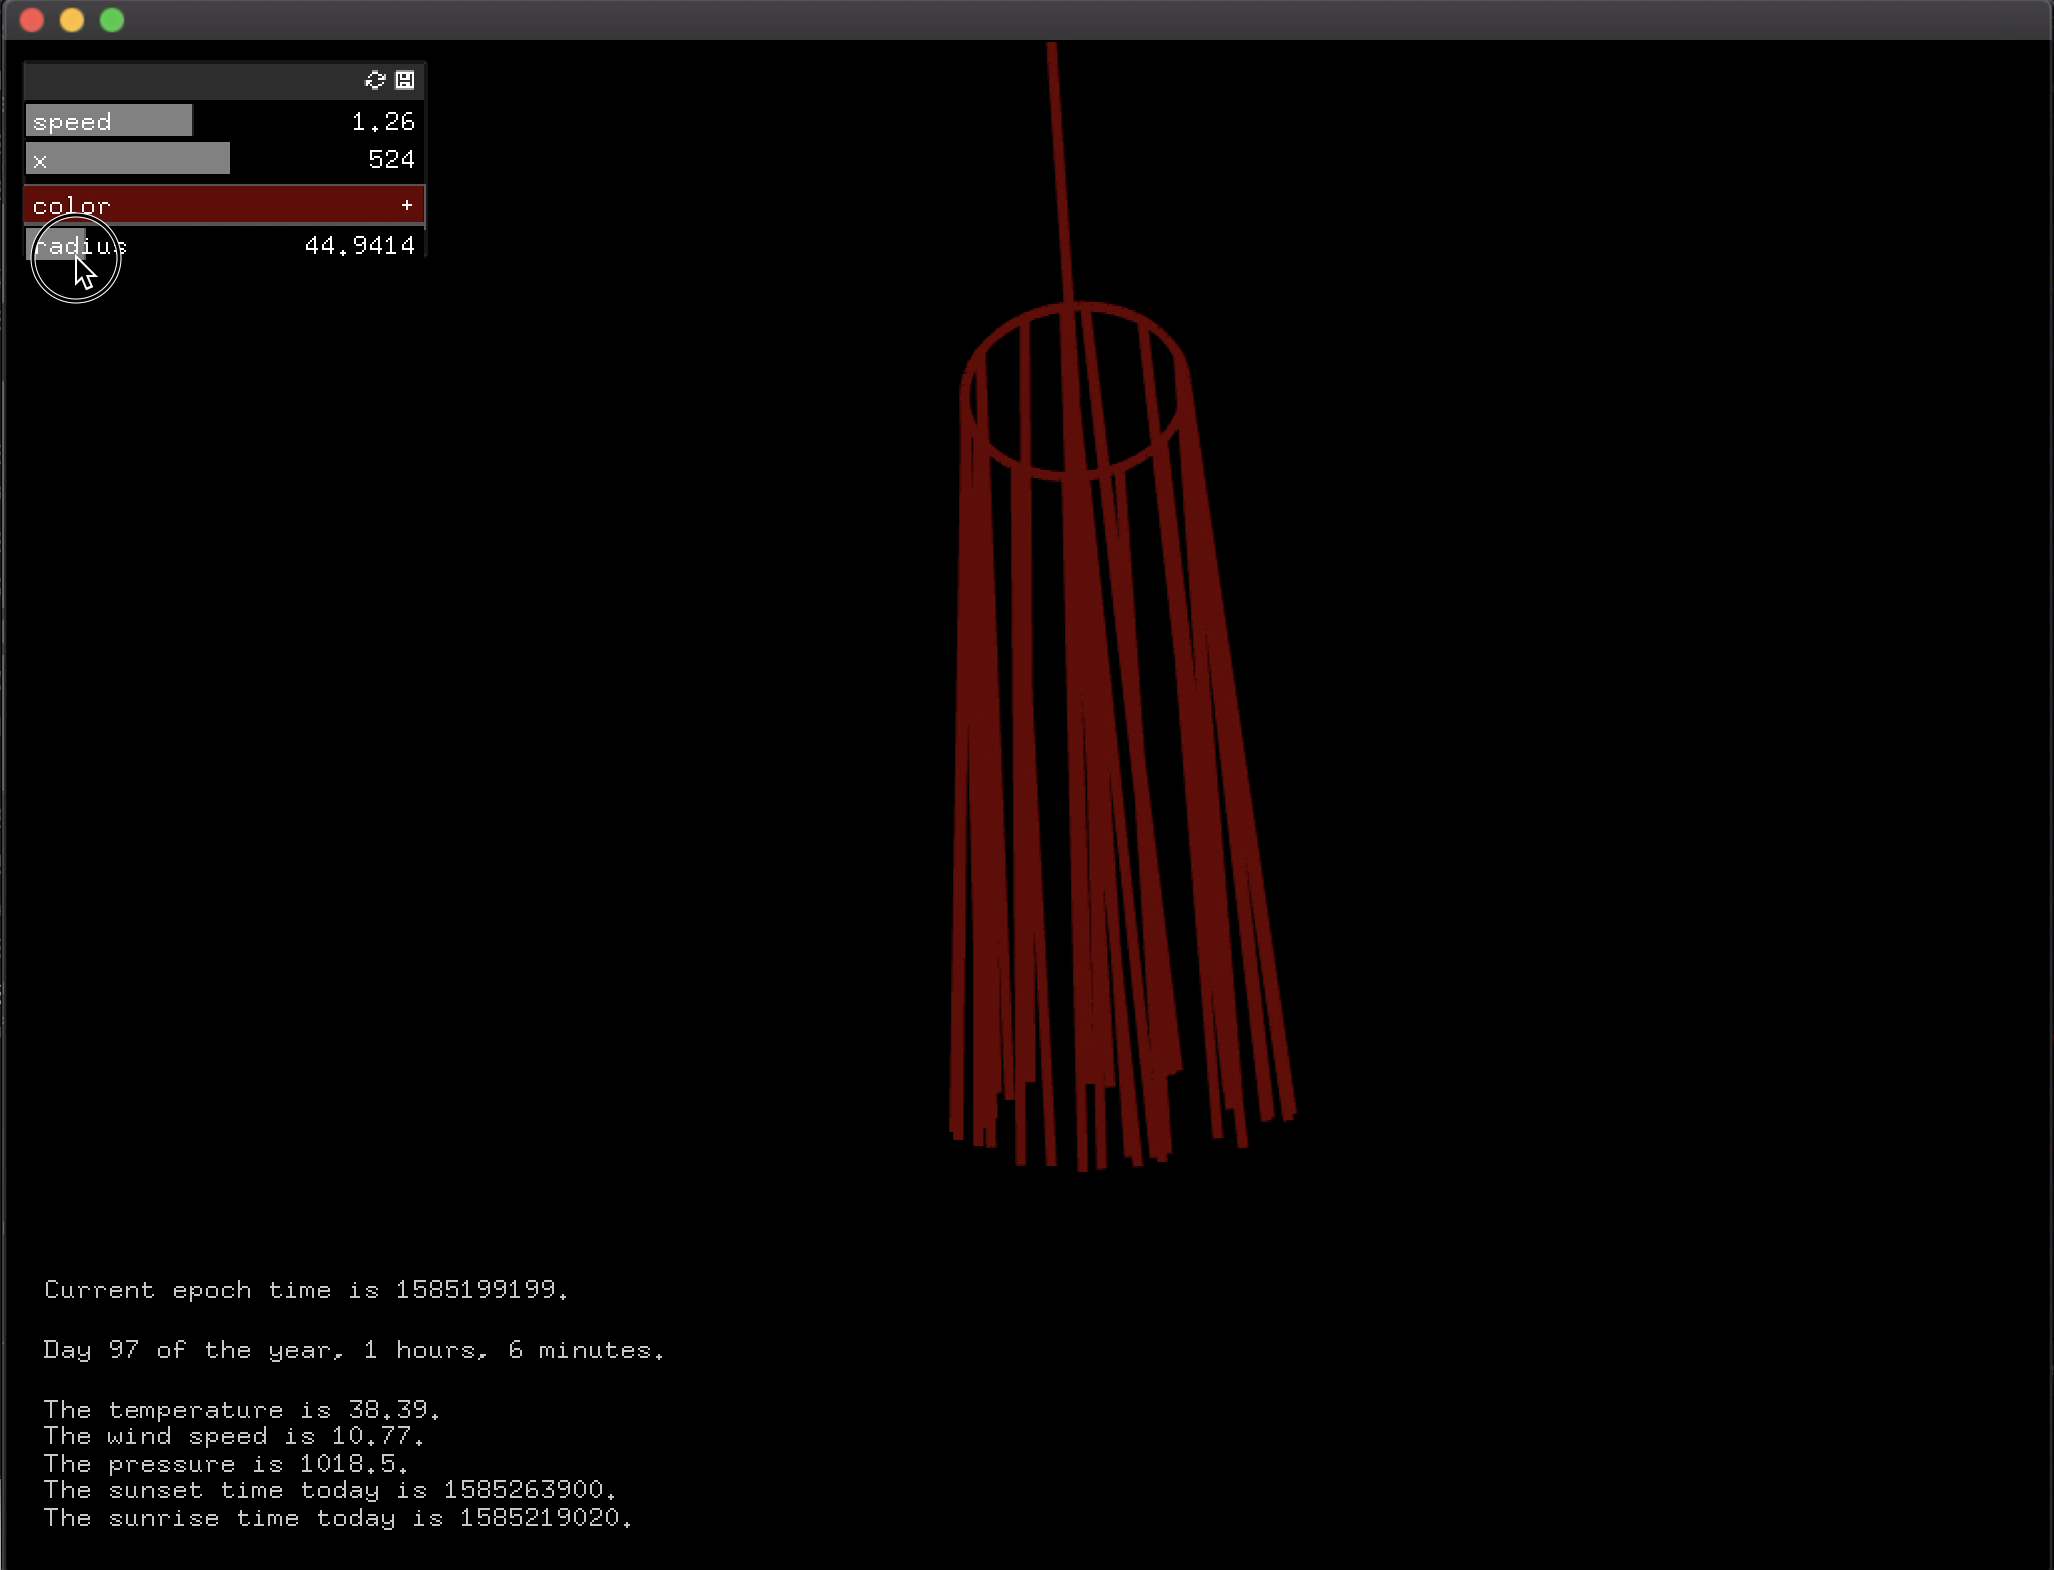 speed 1.26
x 524
color +
radius 44.9414
Current epoch time is 1585199199.
Day 97 of the year, 1 hours, 6 minutes.
The temperature is 38.39.
The wind speed is 10.77.
The pressure is 1018.5.
The sunset time today is 1585263900.
The sunrise time today is 1585219020.